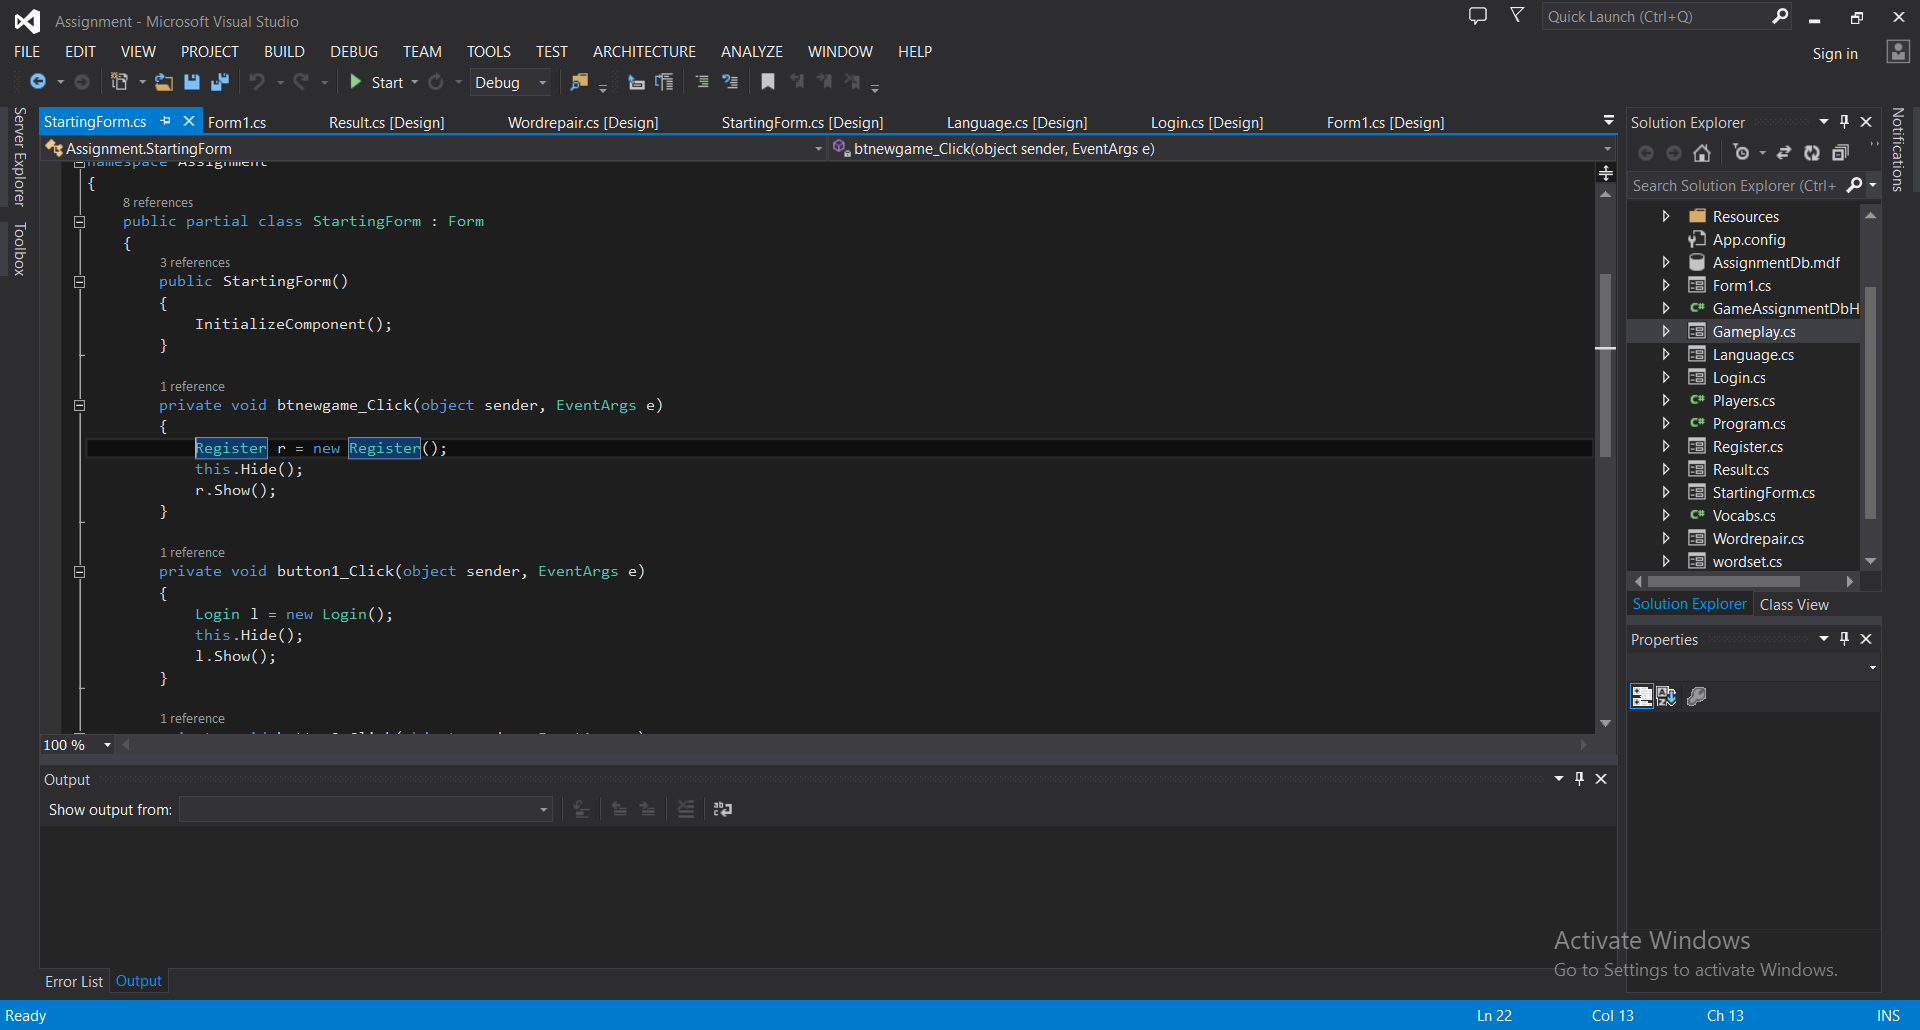 Assignment - Microsoft Visual Studio
Quick Launch (Ctrl+Q)
FILE EDIT VIEW PROJECT BUILD DEBUG TEAM TOOLS TEST ARCHITECTURE ANALYZE WINDOW HELP
Sign in
Start Debug
Server Explorer
Toolbox
StartingForm.cs Form1.cs Result.cs [Design] Wordrepair.cs [Design] StartingForm.cs [Design] Language.cs [Design] Login.cs [Design] Form1.cs [Design]
Assignment.StartingForm btnewgame_Click(object sender, EventArgs e)
namespace Assignment
{
8 references
public partial class StartingForm : Form
{
3 references
public StartingForm()
{
InitializeComponent();
}
1 reference
private void btnewgame_Click(object sender, EventArgs e)
{
Register r = new Register();
this.Hide();
r.Show();
}
1 reference
private void button1_Click(object sender, EventArgs e)
{
Login l = new Login();
this.Hide();
l.Show();
}
1 reference
100 %
Output
Show output from:
Error List Output
Solution Explorer
Search Solution Explorer (Ctrl+
Resources
App.config
AssignmentDb.mdf
Form1.cs
C# GameAssignmentDbH
Gameplay.cs
Language.cs
Login.cs
C# Players.cs
C# Program.cs
Register.cs
Result.cs
StartingForm.cs
C# Vocabs.cs
Wordrepair.cs
wordset.cs
Solution Explorer Class View
Properties
Notifications
Activate Windows
Go to Settings to activate Windows.
Ready Ln 22 Col 13 Ch 13 INS